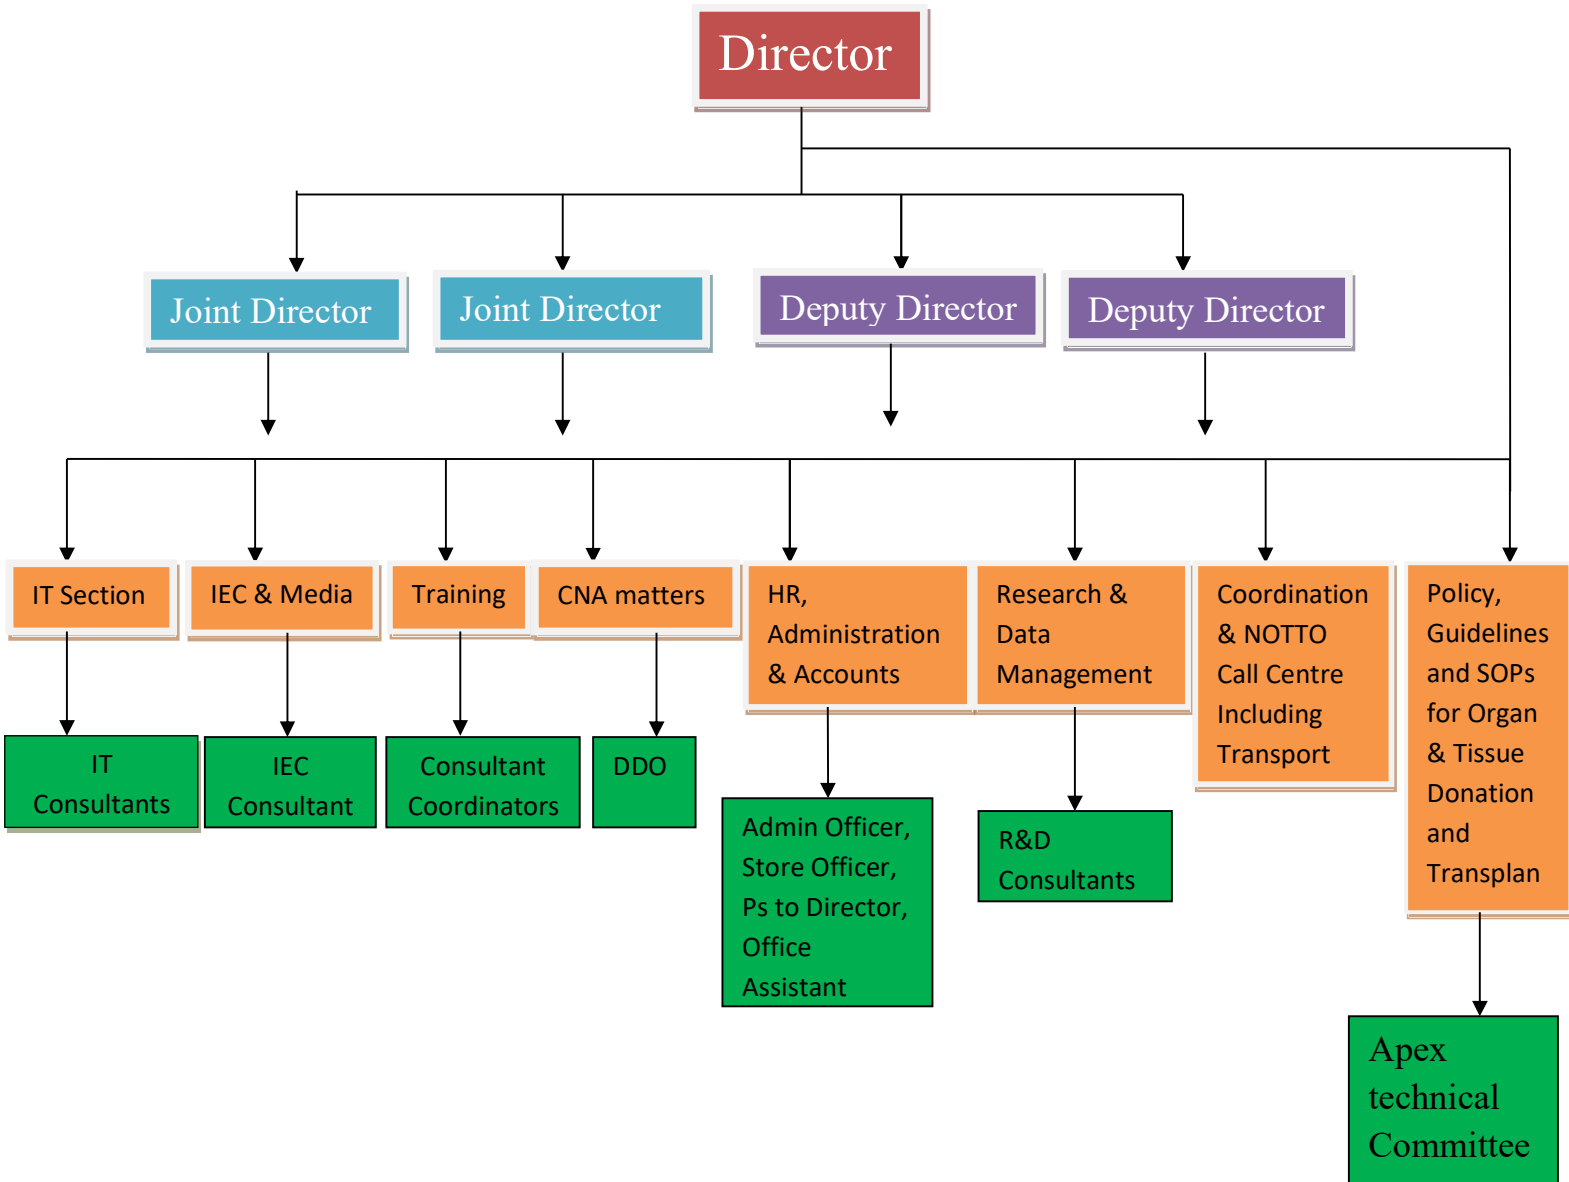 Director
Joint Director
Joint Director
Deputy Director
Deputy Director
IT Section
IEC & Media
Training
CNA matters
HR,
Administration
& Accounts
Research &
Data
Management
Coordination
& NOTTO
Call Centre
Including
Transport
Policy,
Guidelines
and SOPs
for Organ
& Tissue
Donation
and
Transplan
IT
Consultants
IEC
Consultant
Consultant
Coordinators
DDO
Admin Officer,
Store Officer,
Ps to Director,
Office
Assistant
R&D
Consultants
Apex
technical
Committee